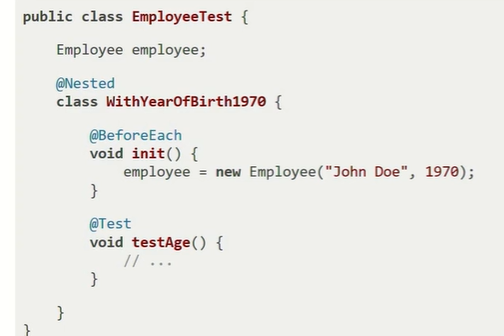 public class EmployeeTest {
Employee employee;
@Nested
class WithYearOfBirth1970 {
@BeforeEach
void init() {
employee = new Employee("John Doe", 1970);
}
@Test
void testAge() {
// ...
}
}
}